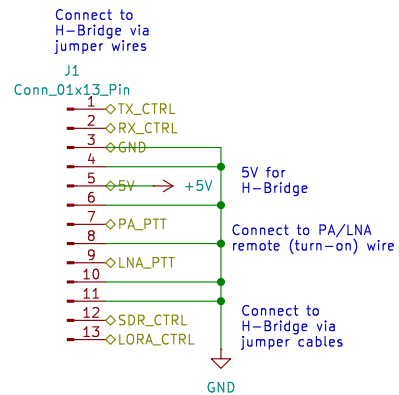 Connect to
H-Bridge via
jumper wires
J1
Conn_01x13_Pin
1 TX_CTRL
2 RX_CTRL
3 GND
4
5V for
5 5V +5V
H-Bridge
6
7 PA_PTT
Connect to PA/LNA
8
remote (turn-on) wire
9 LNA_PTT
10
11
Connect to
12 SDR_CTRL
H-Bridge via
13 LORA_CTRL
jumper cables
GND